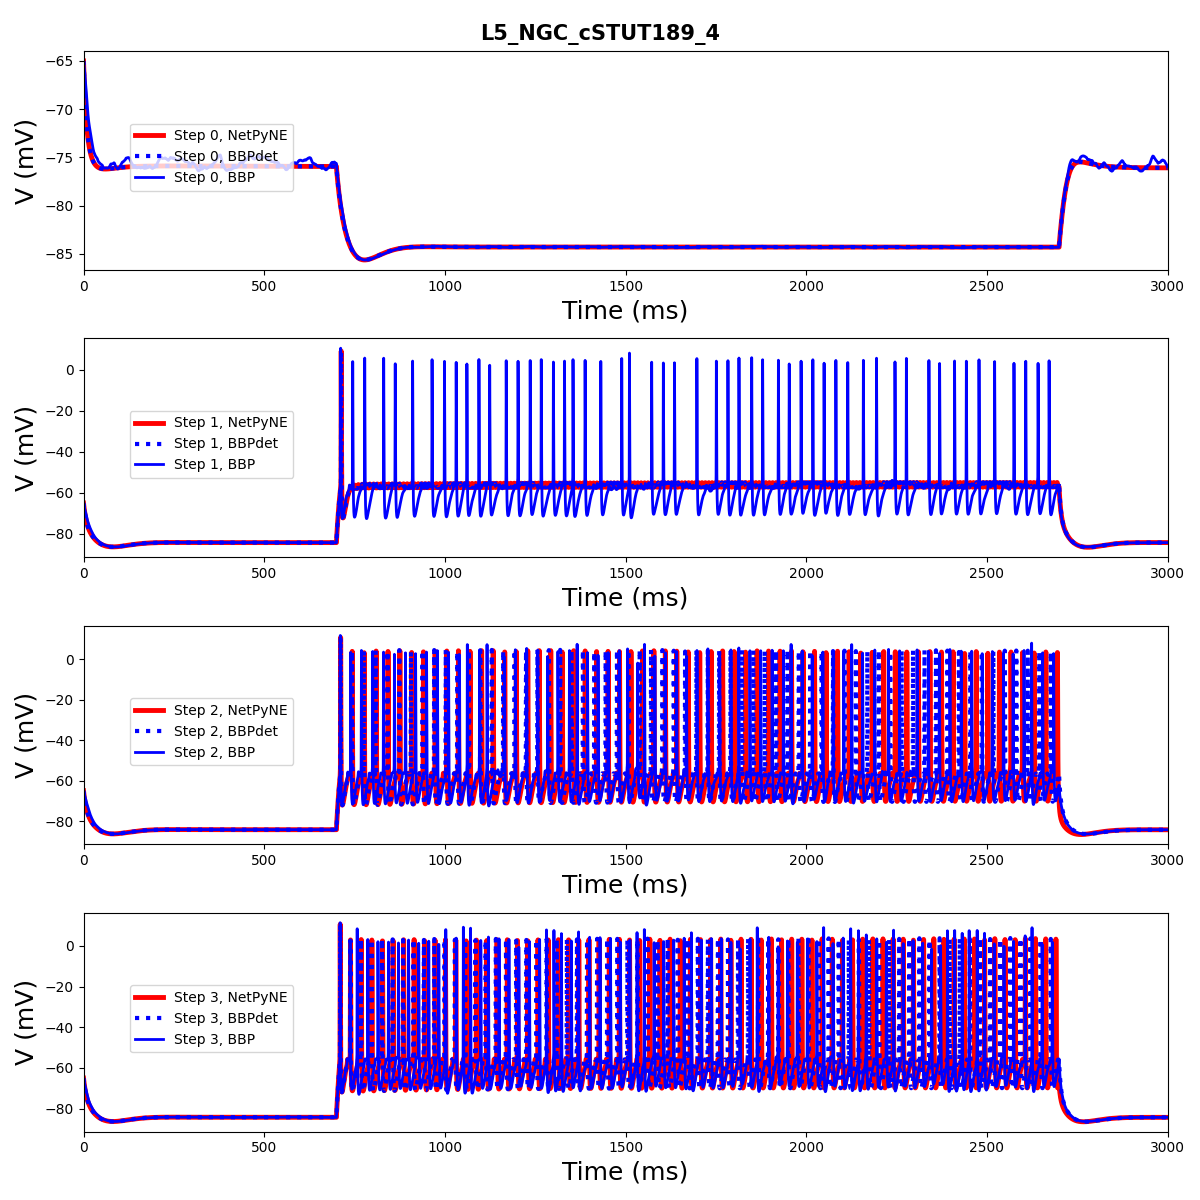 L5_NGC_cSTUT189_4
−65
−70
−75
−80
−85
V (mV)
Step 0, NetPyNE
Step 0, BBPdet
Step 0, BBP
0 500 1000 1500 2000 2500 3000
Time (ms)
0
−20
−40
−60
−80
V (mV)
Step 1, NetPyNE
Step 1, BBPdet
Step 1, BBP
0 500 1000 1500 2000 2500 3000
Time (ms)
0
−20
−40
−60
−80
V (mV)
Step 2, NetPyNE
Step 2, BBPdet
Step 2, BBP
0 500 1000 1500 2000 2500 3000
Time (ms)
0
−20
−40
−60
−80
V (mV)
Step 3, NetPyNE
Step 3, BBPdet
Step 3, BBP
0 500 1000 1500 2000 2500 3000
Time (ms)